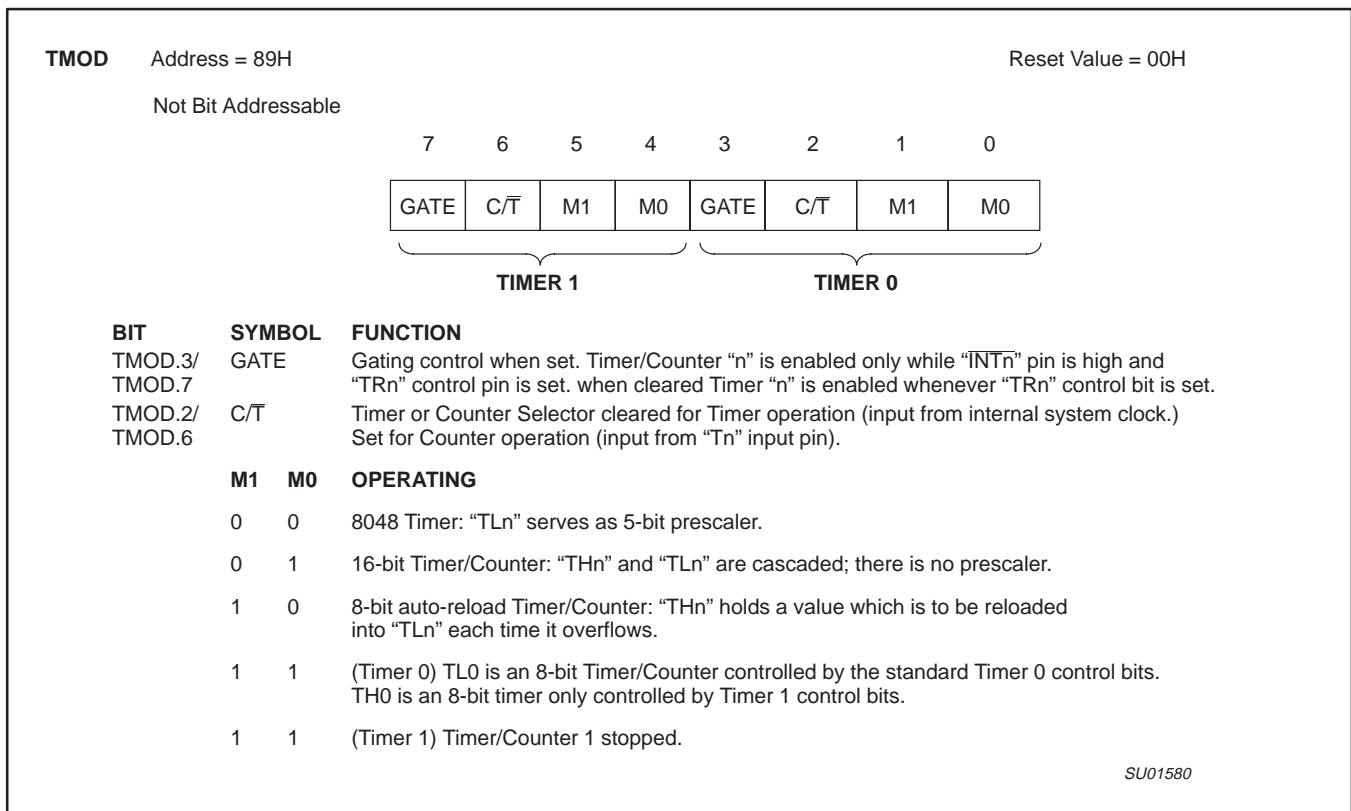 TMOD Address = 89H Reset Value = 00H
Not Bit Addressable
7 6 5 4 3 2 1 0
GATE C/T̅ M1 M0 GATE C/T̅ M1 M0
TIMER 1 TIMER 0
BIT SYMBOL FUNCTION
TMOD.3/ GATE Gating control when set. Timer/Counter “n” is enabled only while “I̅N̅T̅n̅” pin is high and
TMOD.7 “TRn” control pin is set. when cleared Timer “n” is enabled whenever “TRn” control bit is set.
TMOD.2/ C/T̅ Timer or Counter Selector cleared for Timer operation (input from internal system clock.)
TMOD.6 Set for Counter operation (input from “Tn” input pin).
M1 M0 OPERATING
0 0 8048 Timer: “TLn” serves as 5-bit prescaler.
0 1 16-bit Timer/Counter: “THn” and “TLn” are cascaded; there is no prescaler.
1 0 8-bit auto-reload Timer/Counter: “THn” holds a value which is to be reloaded
into “TLn” each time it overflows.
1 1 (Timer 0) TL0 is an 8-bit Timer/Counter controlled by the standard Timer 0 control bits.
TH0 is an 8-bit timer only controlled by Timer 1 control bits.
1 1 (Timer 1) Timer/Counter 1 stopped.
SU01580